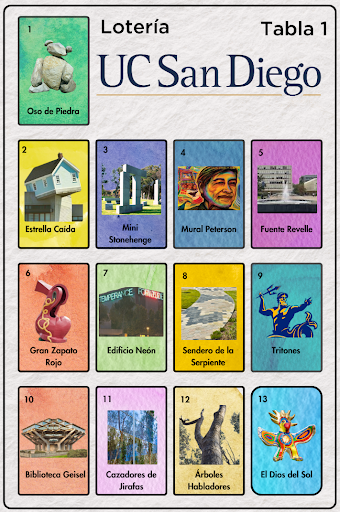 Lotería
Tabla 1
UC San Diego
1
Oso de Piedra
2
Estrella Caída
3
Mini
Stonehenge
4
Mural Peterson
5
Fuente Revelle
6
Gran Zapato
Rojo
7
TEMPERANCE FORTITUDE
Edificio Neón
8
Sendero de la
Serpiente
9
Tritones
10
Biblioteca Geisel
11
Cazadores de
Jirafas
12
Árboles
Habladores
13
El Dios del Sol